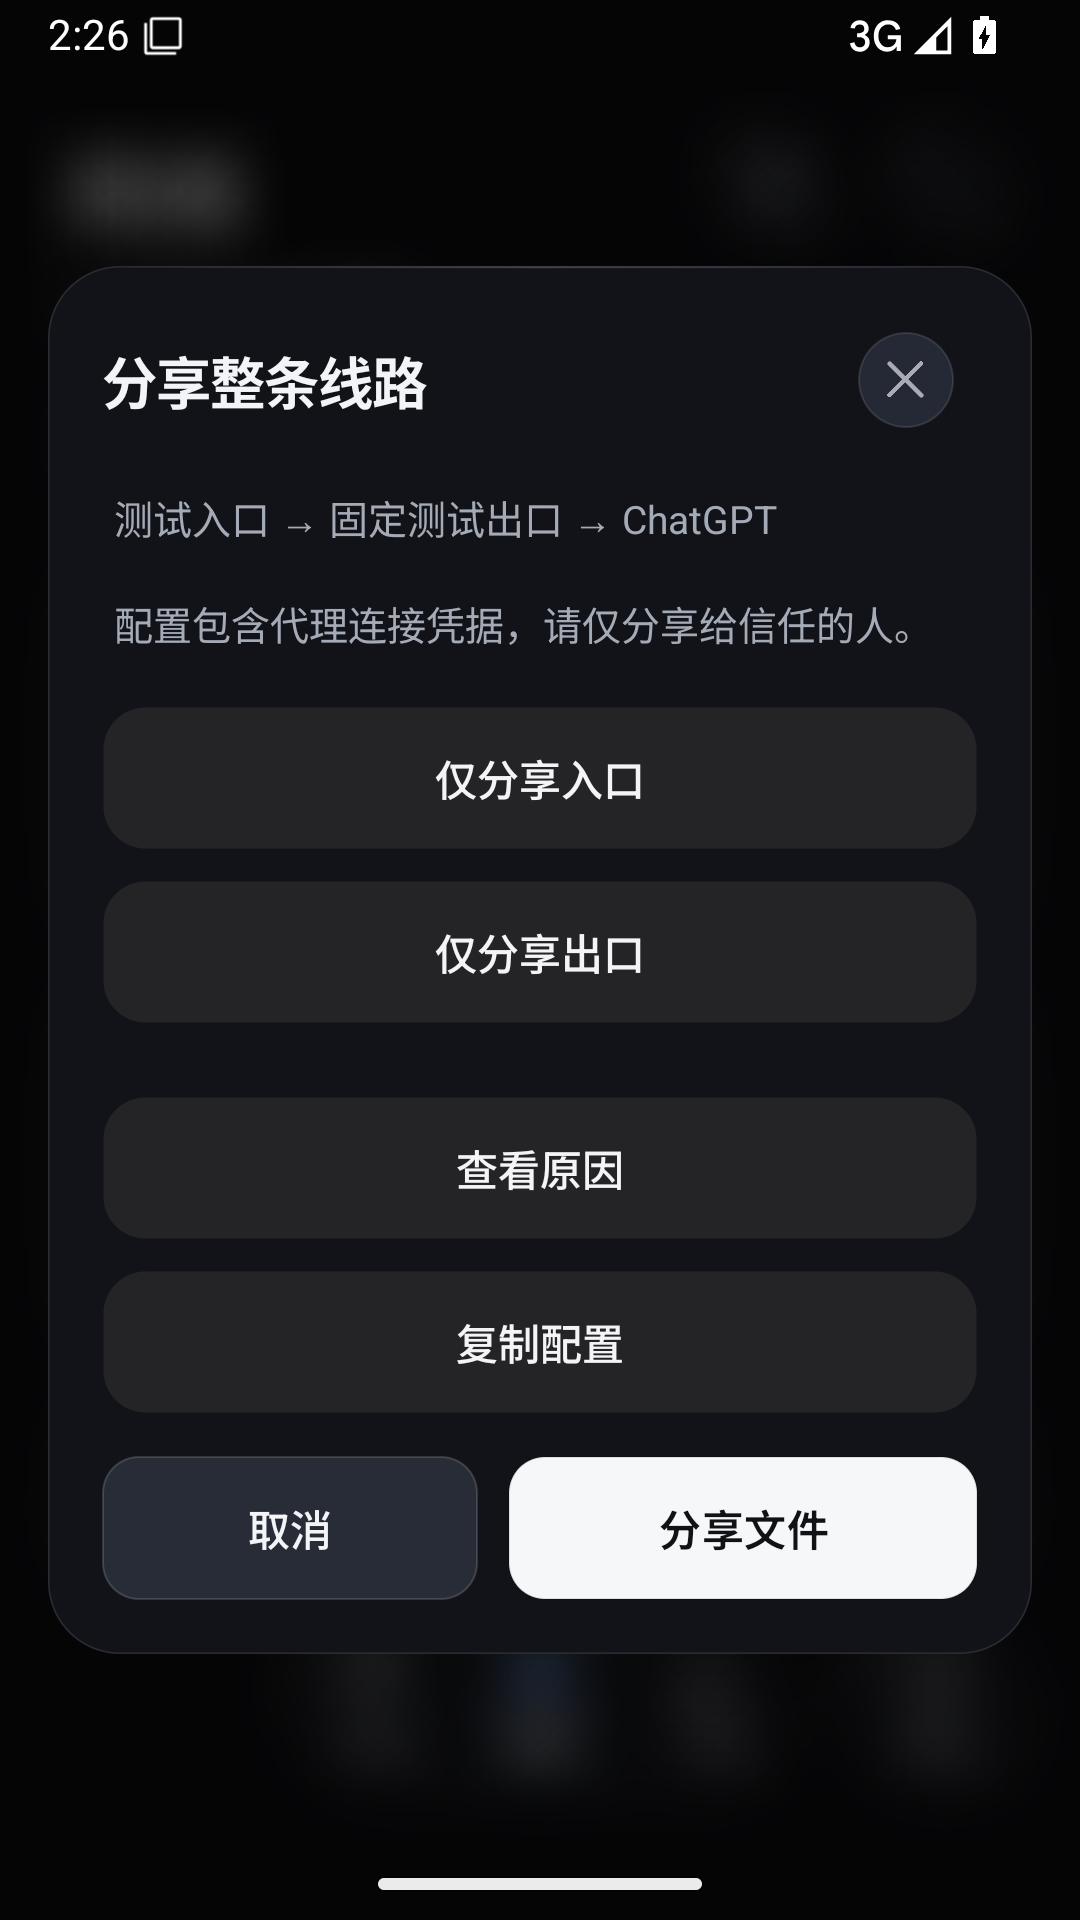 2:26
3G
分享整条线路
测试入口 → 固定测试出口 → ChatGPT
配置包含代理连接凭据，请仅分享给信任的人。
仅分享入口
仅分享出口
查看原因
复制配置
取消
分享文件